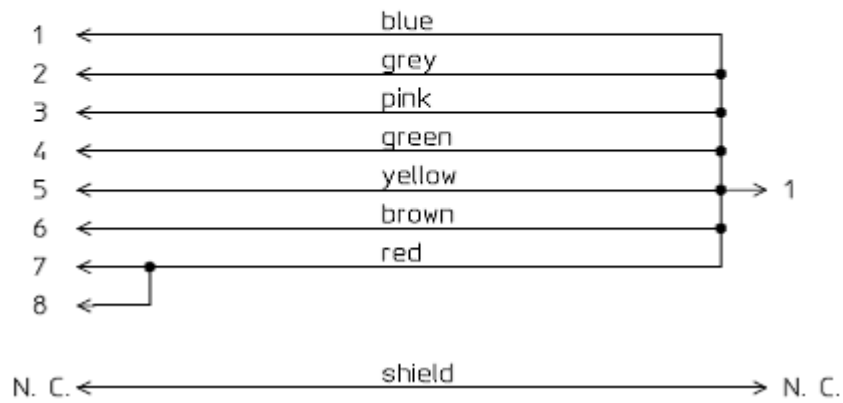 1 blue
2 grey
3 pink
4 green
5 yellow 1
6 brown
7 red
8
N. C. shield N. C.